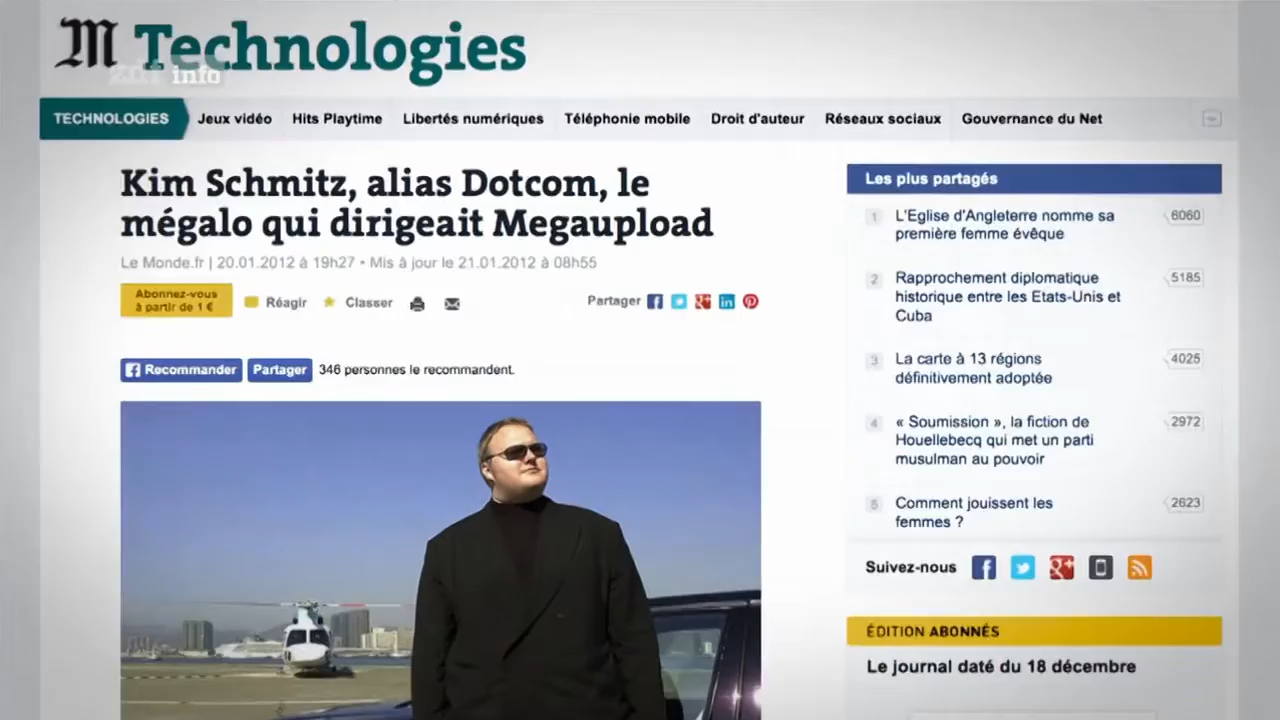 M Technologies
zdf info
TECHNOLOGIES Jeux vidéo Hits Playtime Libertés numériques Téléphonie mobile Droit d'auteur Réseaux sociaux Gouvernance du Net
Kim Schmitz, alias Dotcom, le
mégalo qui dirigeait Megaupload
Le Monde.fr | 20.01.2012 à 19h27 • Mis à jour le 21.01.2012 à 08h55
Abonnez-vous
à partir de 1 €
Réagir Classer Partager
Recommander Partager 346 personnes le recommandent.
Les plus partagés
1 L'Eglise d'Angleterre nomme sa 6060
première femme évêque
2 Rapprochement diplomatique 5185
historique entre les Etats-Unis et
Cuba
3 La carte à 13 régions 4025
définitivement adoptée
4 « Soumission », la fiction de 2972
Houellebecq qui met un parti
musulman au pouvoir
5 Comment jouissent les 2623
femmes ?
Suivez-nous
ÉDITION ABONNÉS
Le journal daté du 18 décembre